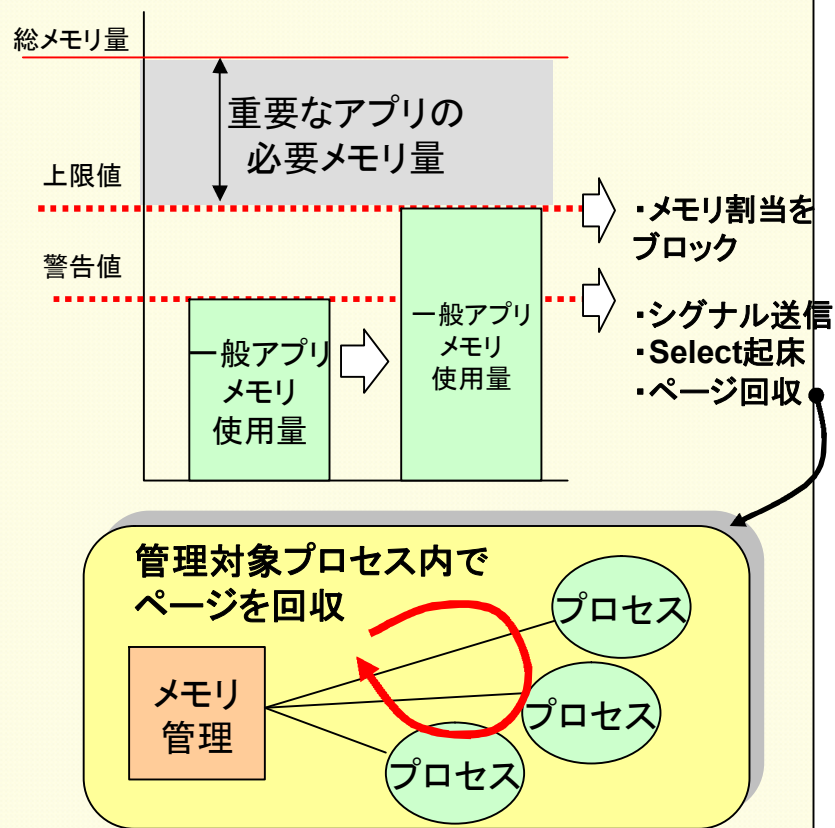 総メモリ量
重要なアプリの
必要メモリ量
上限値
・メモリ割当を
ブロック
警告値
・シグナル送信
・Select起床
・ページ回収
一般アプリ
メモリ
使用量
一般アプリ
メモリ
使用量
管理対象プロセス内で
ページを回収
プロセス
メモリ
管理
プロセス
プロセス